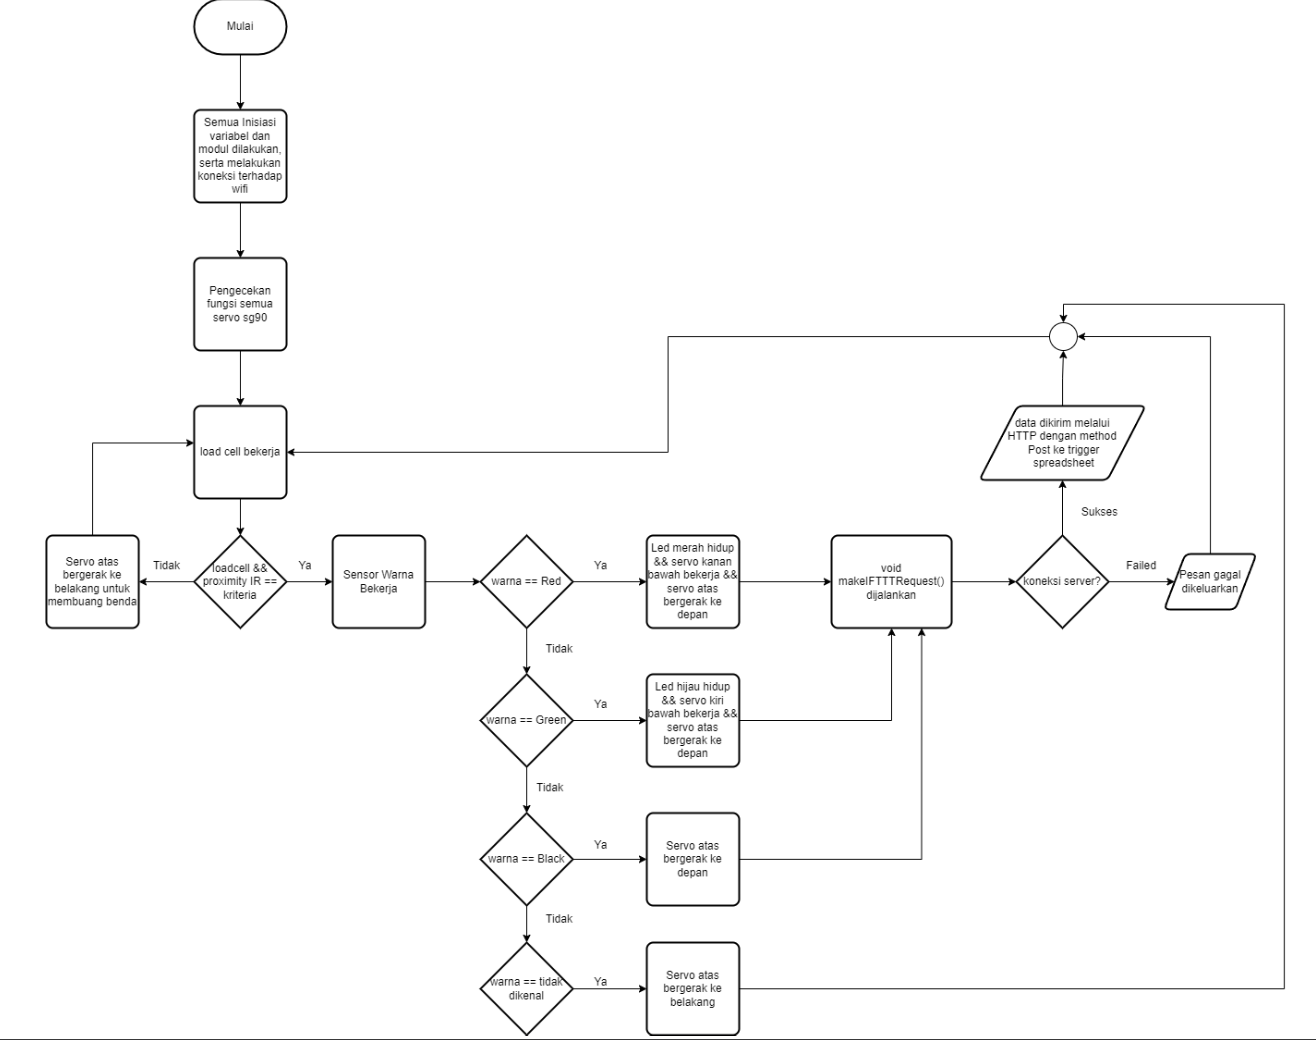 Mulai
Semua Inisiasi
variabel dan
modul dilakukan,
serta melakukan
koneksi terhadap
wifi
Pengecekan
fungsi semua
servo sg90
load cell bekerja
Servo atas
bergerak ke
belakang untuk
membuang benda
Tidak
loadcell &&
proximity IR ==
kriteria
Ya
Sensor Warna
Bekerja
warna == Red
Ya
Led merah hidup
&& servo kanan
bawah bekerja &&
servo atas
bergerak ke
depan
void
makeIFTTTRequest()
dijalankan
koneksi server?
Sukses
data dikirim melalui
HTTP dengan method
Post ke trigger
spreadsheet
Failed
Pesan gagal
dikeluarkan
Tidak
warna == Green
Ya
Led hijau hidup
&& servo kiri
bawah bekerja &&
servo atas
bergerak ke
depan
Tidak
warna == Black
Ya
Servo atas
bergerak ke
depan
Tidak
warna == tidak
dikenal
Ya
Servo atas
bergerak ke
belakang